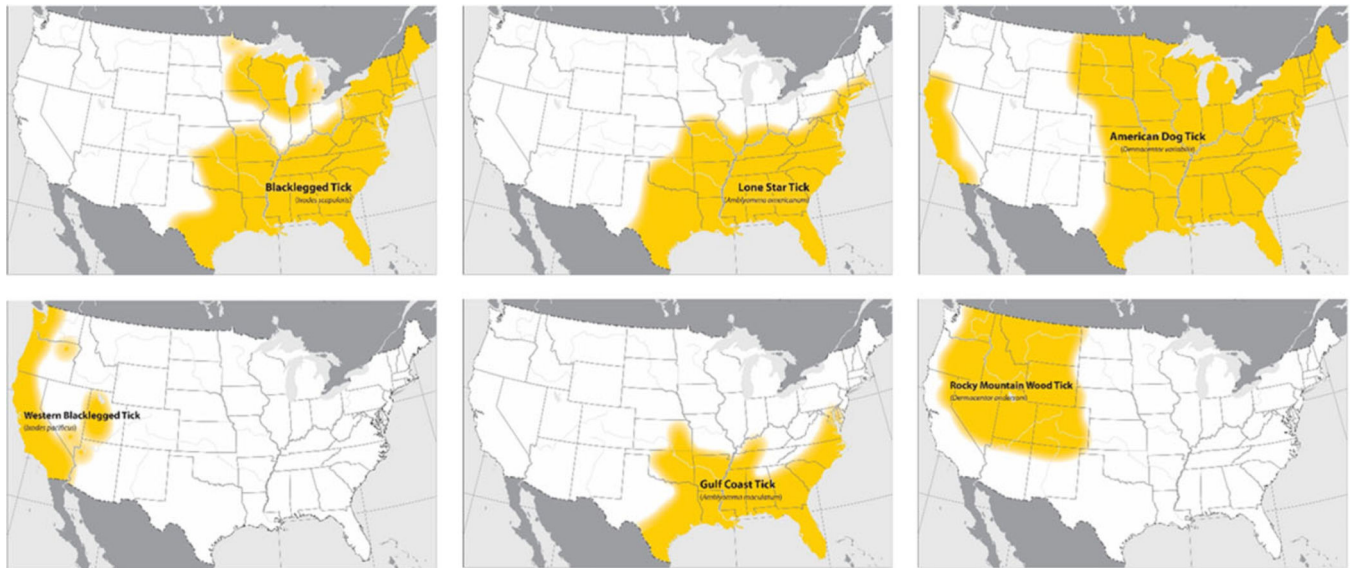 Blacklegged Tick
(Ixodes scapularis)
Lone Star Tick
(Amblyomma americanum)
American Dog Tick
(Dermacentor variabilis)
Western Blacklegged Tick
(Ixodes pacificus)
Gulf Coast Tick
(Amblyomma maculatum)
Rocky Mountain Wood Tick
(Dermacentor andersoni)